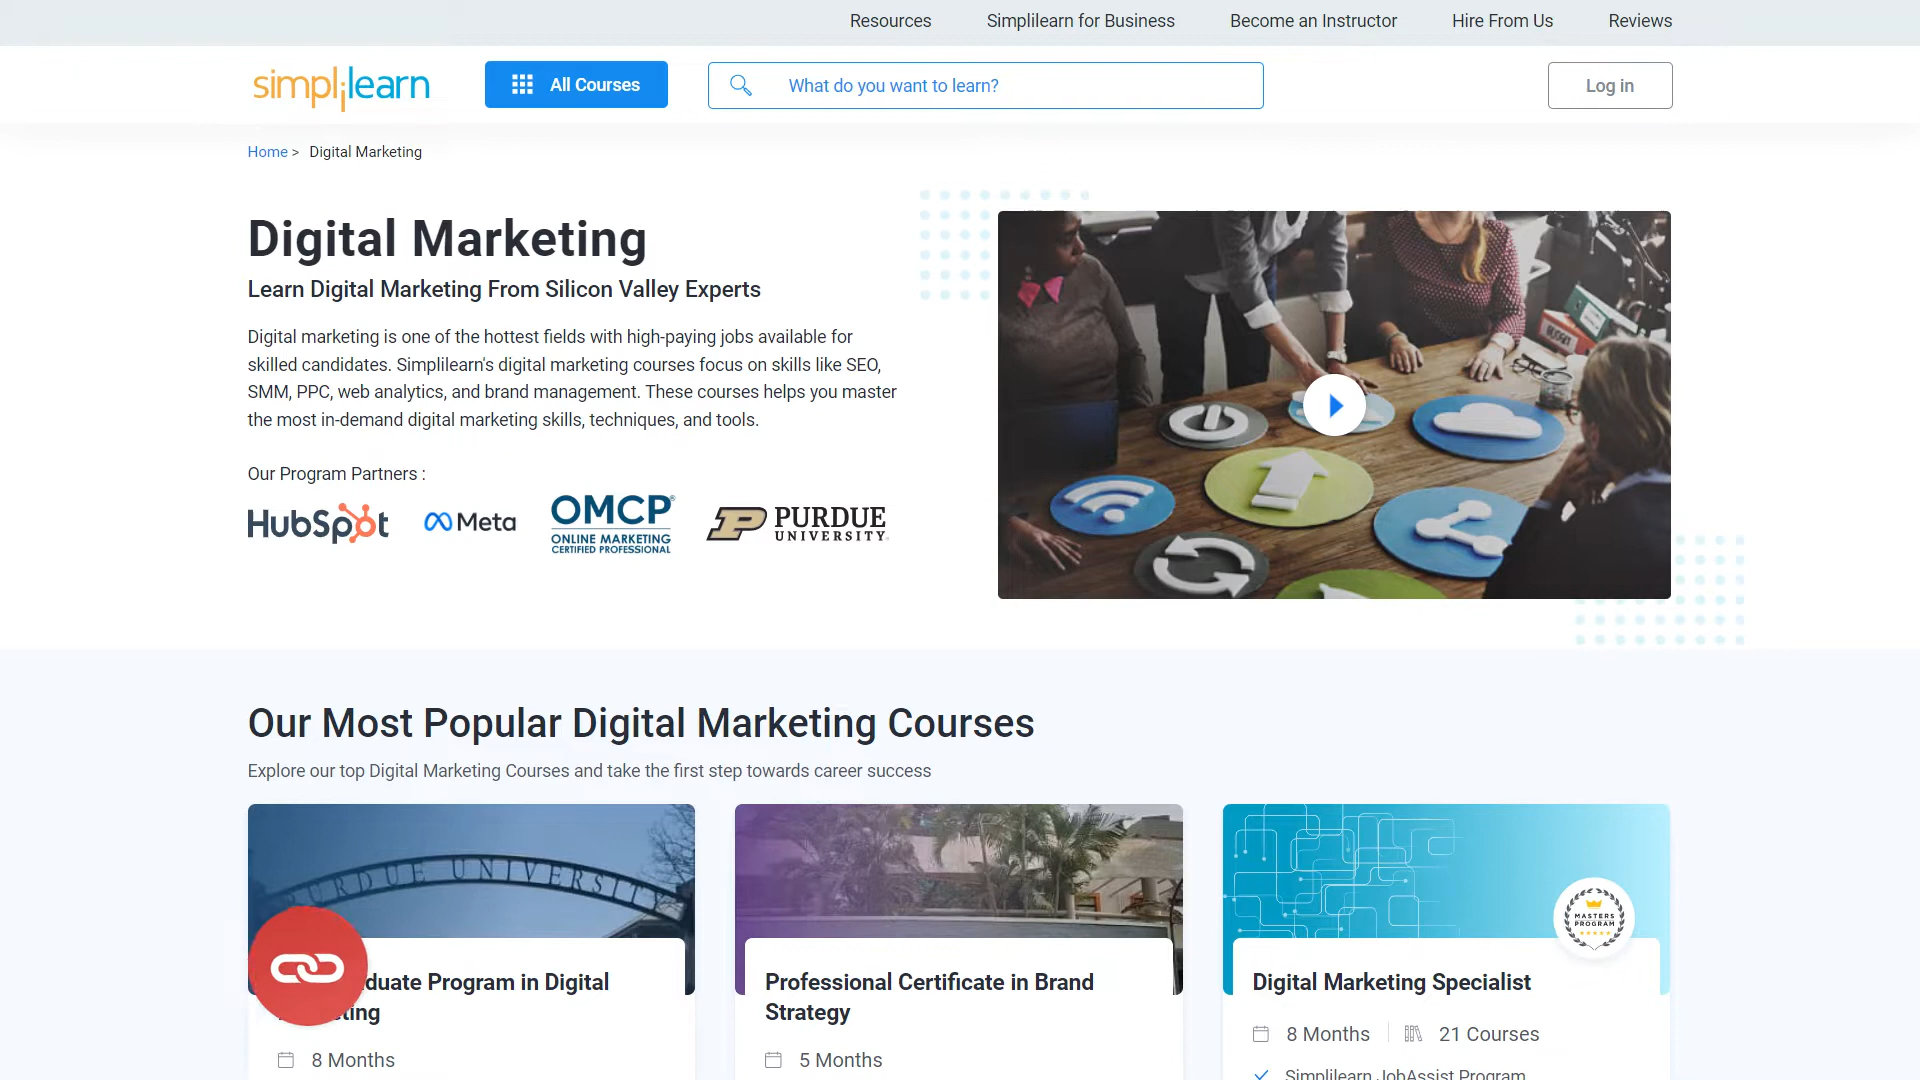 Resources Simplilearn for Business Become an Instructor Hire From Us Reviews
simplilearn All Courses What do you want to learn? Log in
Home > Digital Marketing
Digital Marketing
Learn Digital Marketing From Silicon Valley Experts
Digital marketing is one of the hottest fields with high-paying jobs available for
skilled candidates. Simplilearn's digital marketing courses focus on skills like SEO,
SMM, PPC, web analytics, and brand management. These courses helps you master
the most in-demand digital marketing skills, techniques, and tools.
Our Program Partners :
HubSpot Meta OMCP® PURDUE
ONLINE MARKETING UNIVERSITY
CERTIFIED PROFESSIONAL
BUDGET
Our Most Popular Digital Marketing Courses
Explore our top Digital Marketing Courses and take the first step towards career success
PURDUE UNIVERSITY
MASTERS
PROGRAM
duate Program in Digital
ting
8 Months
Professional Certificate in Brand
Strategy
5 Months
Digital Marketing Specialist
8 Months 21 Courses
Simplilearn JobAssist Program